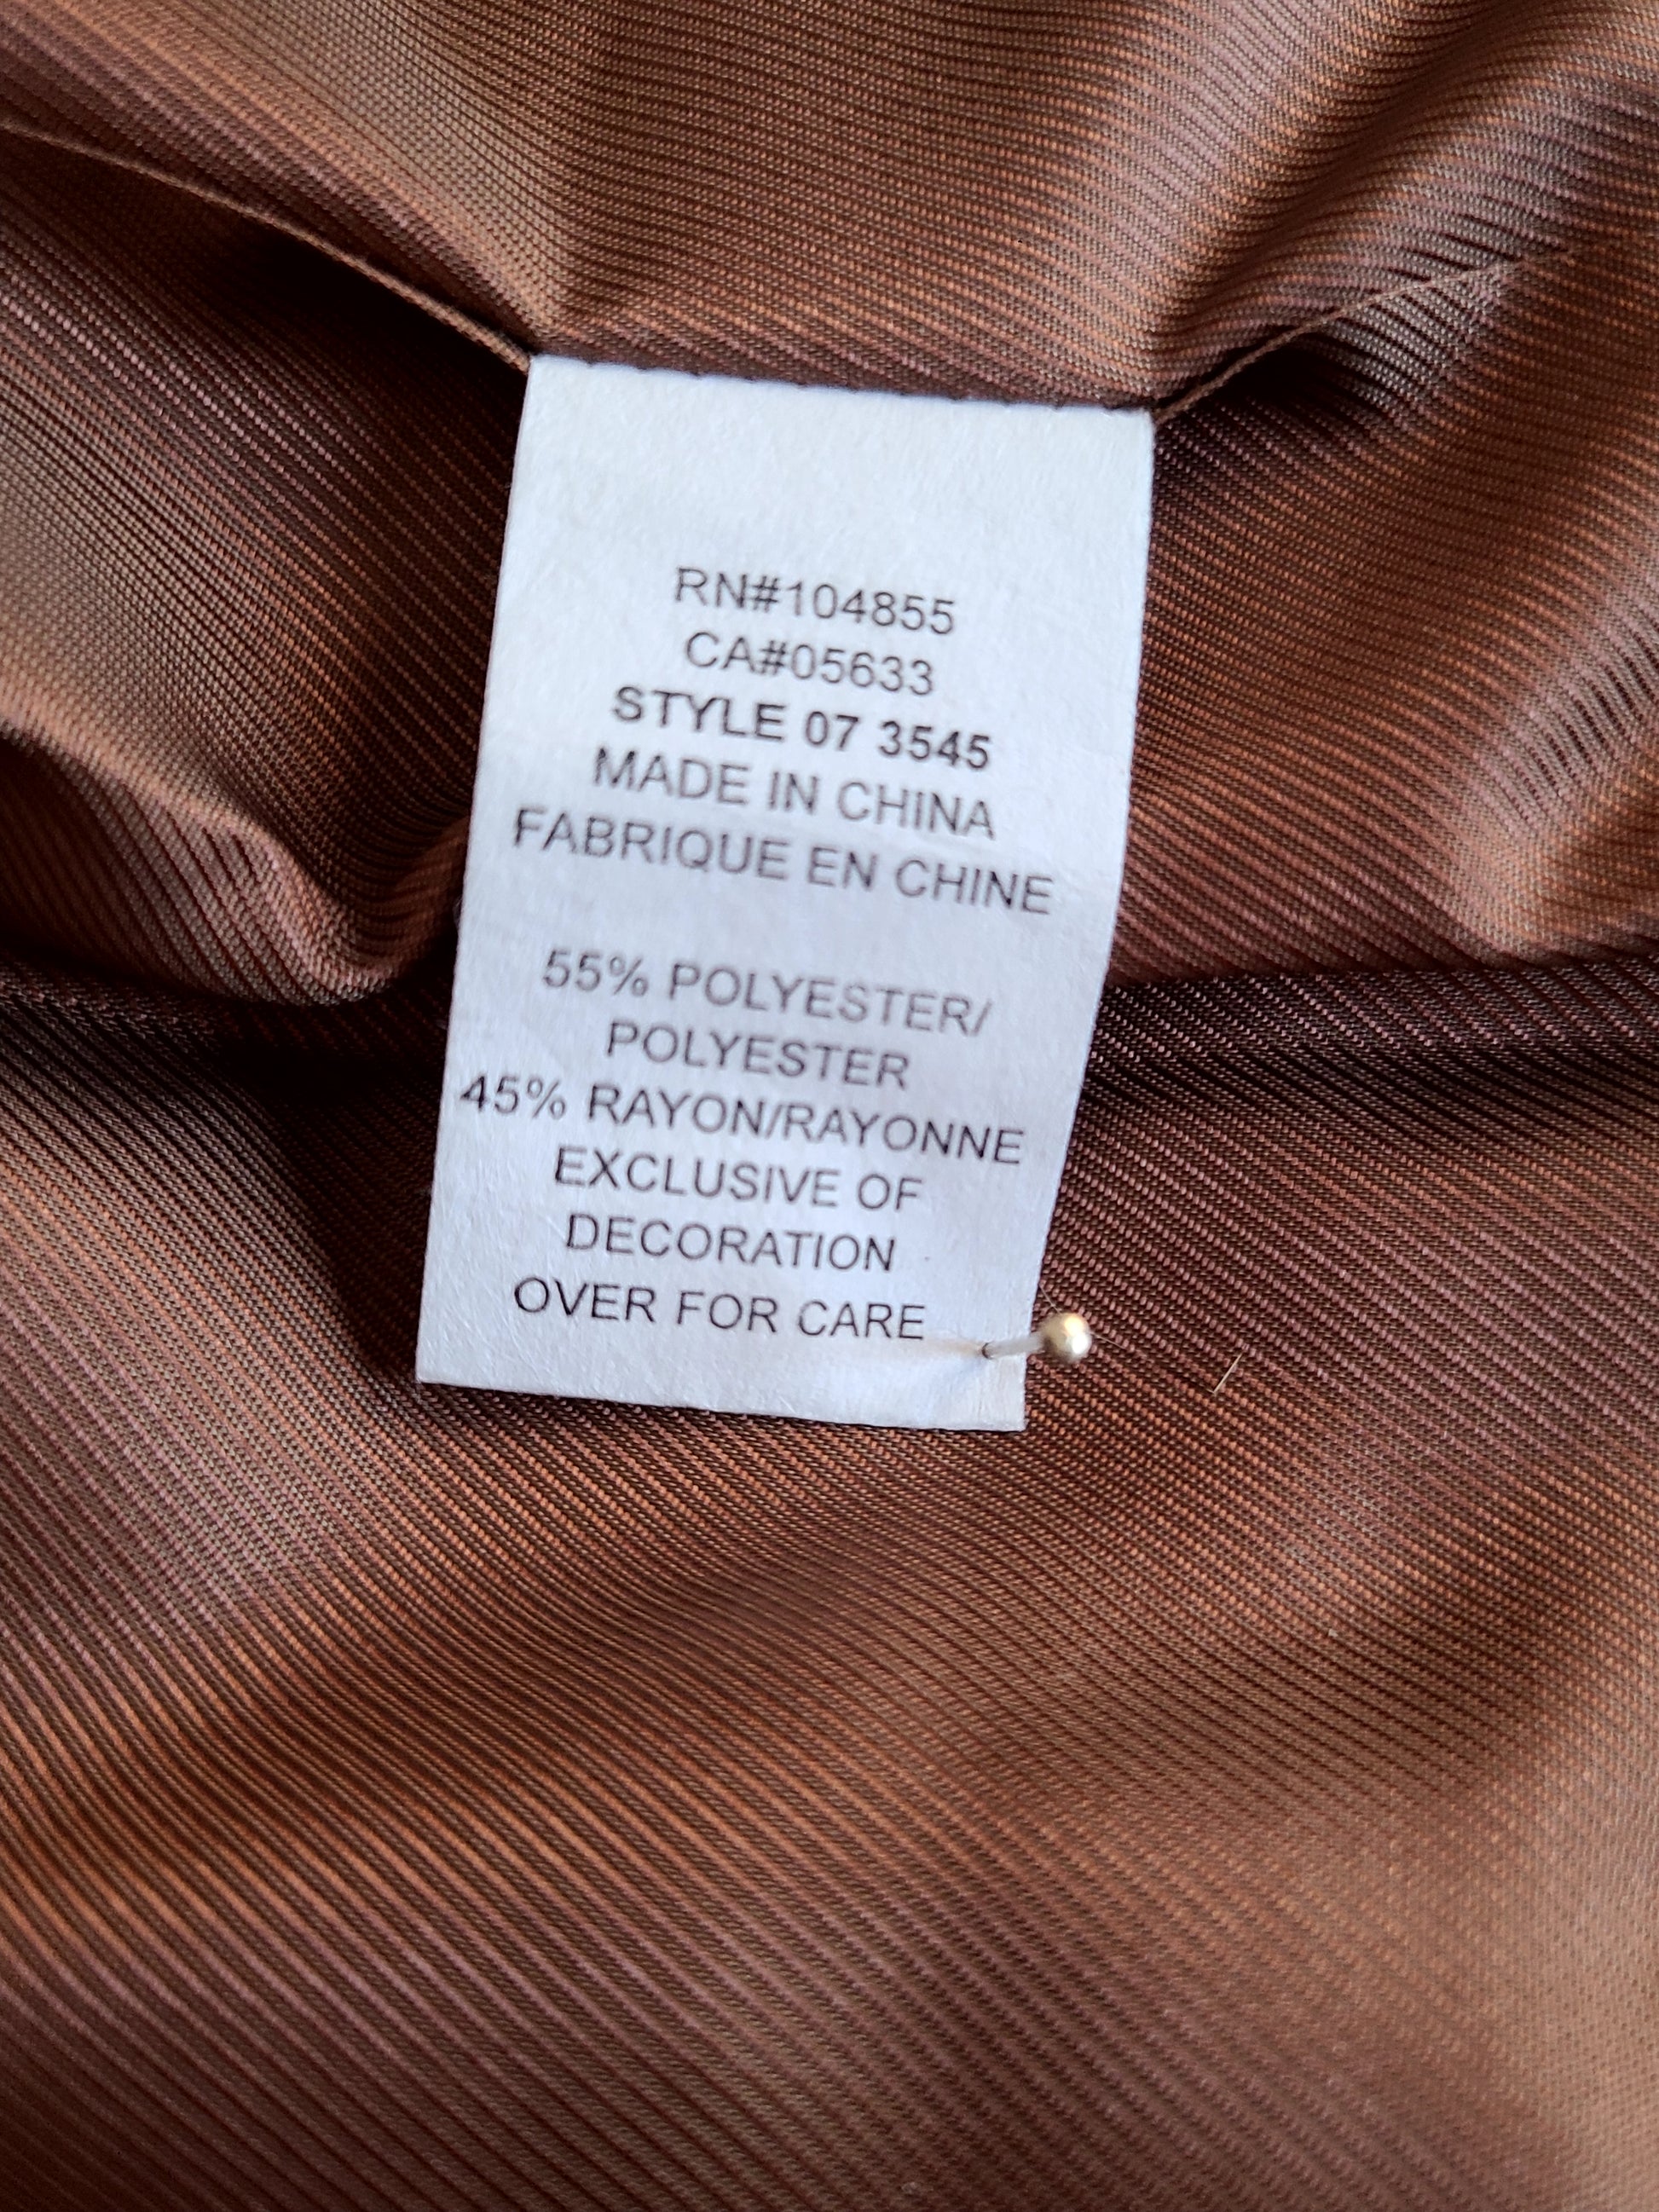 RN#104855
CA#05633
STYLE 07 3545
MADE IN CHINA
FABRIQUE EN CHINE
55% POLYESTER/
POLYESTER
45% RAYON/RAYONNE
EXCLUSIVE OF
DECORATION
OVER FOR CARE